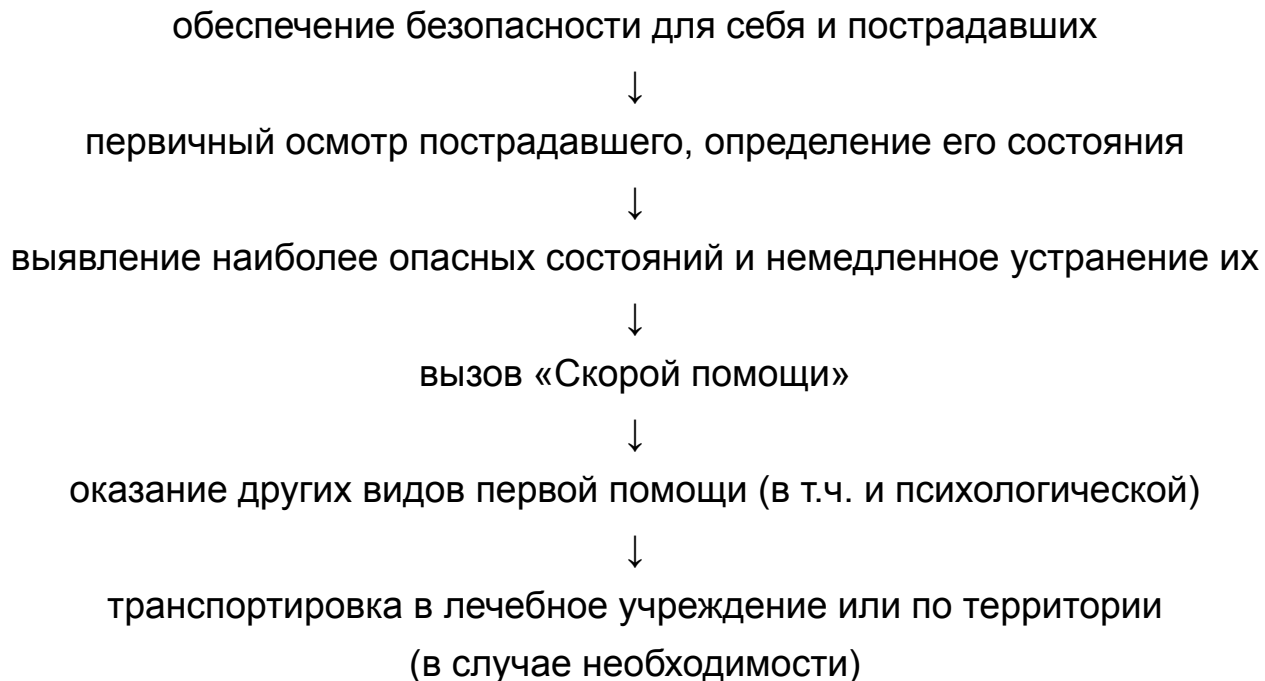 обеспечение безопасности для себя и пострадавших
↓
первичный осмотр пострадавшего, определение его состояния
↓
выявление наиболее опасных состояний и немедленное устранение их
↓
вызов «Скорой помощи»
↓
оказание других видов первой помощи (в т.ч. и психологической)
↓
транспортировка в лечебное учреждение или по территории
(в случае необходимости)